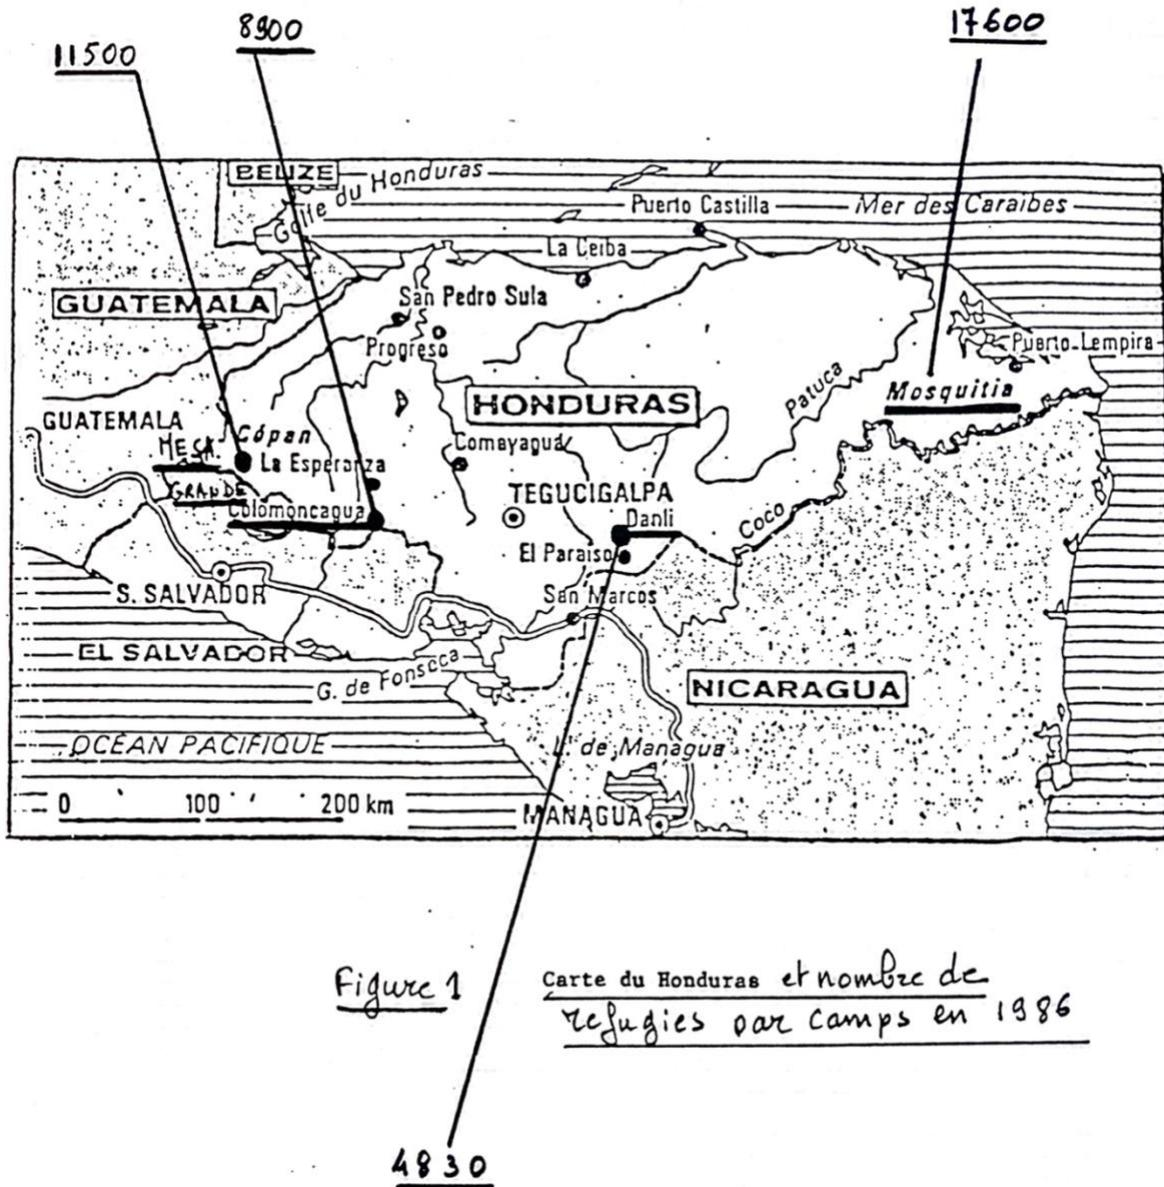 17600
8900
11500
BELIZE
Golfe du Honduras
Puerto Castilla
Mer des Caraibes
La Ceiba
GUATEMALA
San Pedro Sula
Progreso
Puerto Lempira
Patuca
Mosquitia
HONDURAS
GUATEMALA
MESA
Cópan
Comayagua
La Esperanza
GRANDE
TEGUCIGALPA
Colomoncagua
Danli
Coco
El Paraiso
S. SALVADOR
San Marcos
EL SALVADOR
G. de Fonseca
NICARAGUA
OCÉAN PACIFIQUE
L. de Managua
0 100 200 km
MANAGUA
Figure 1
Carte du Honduras et nombre de
refugies par camps en 1986
4830